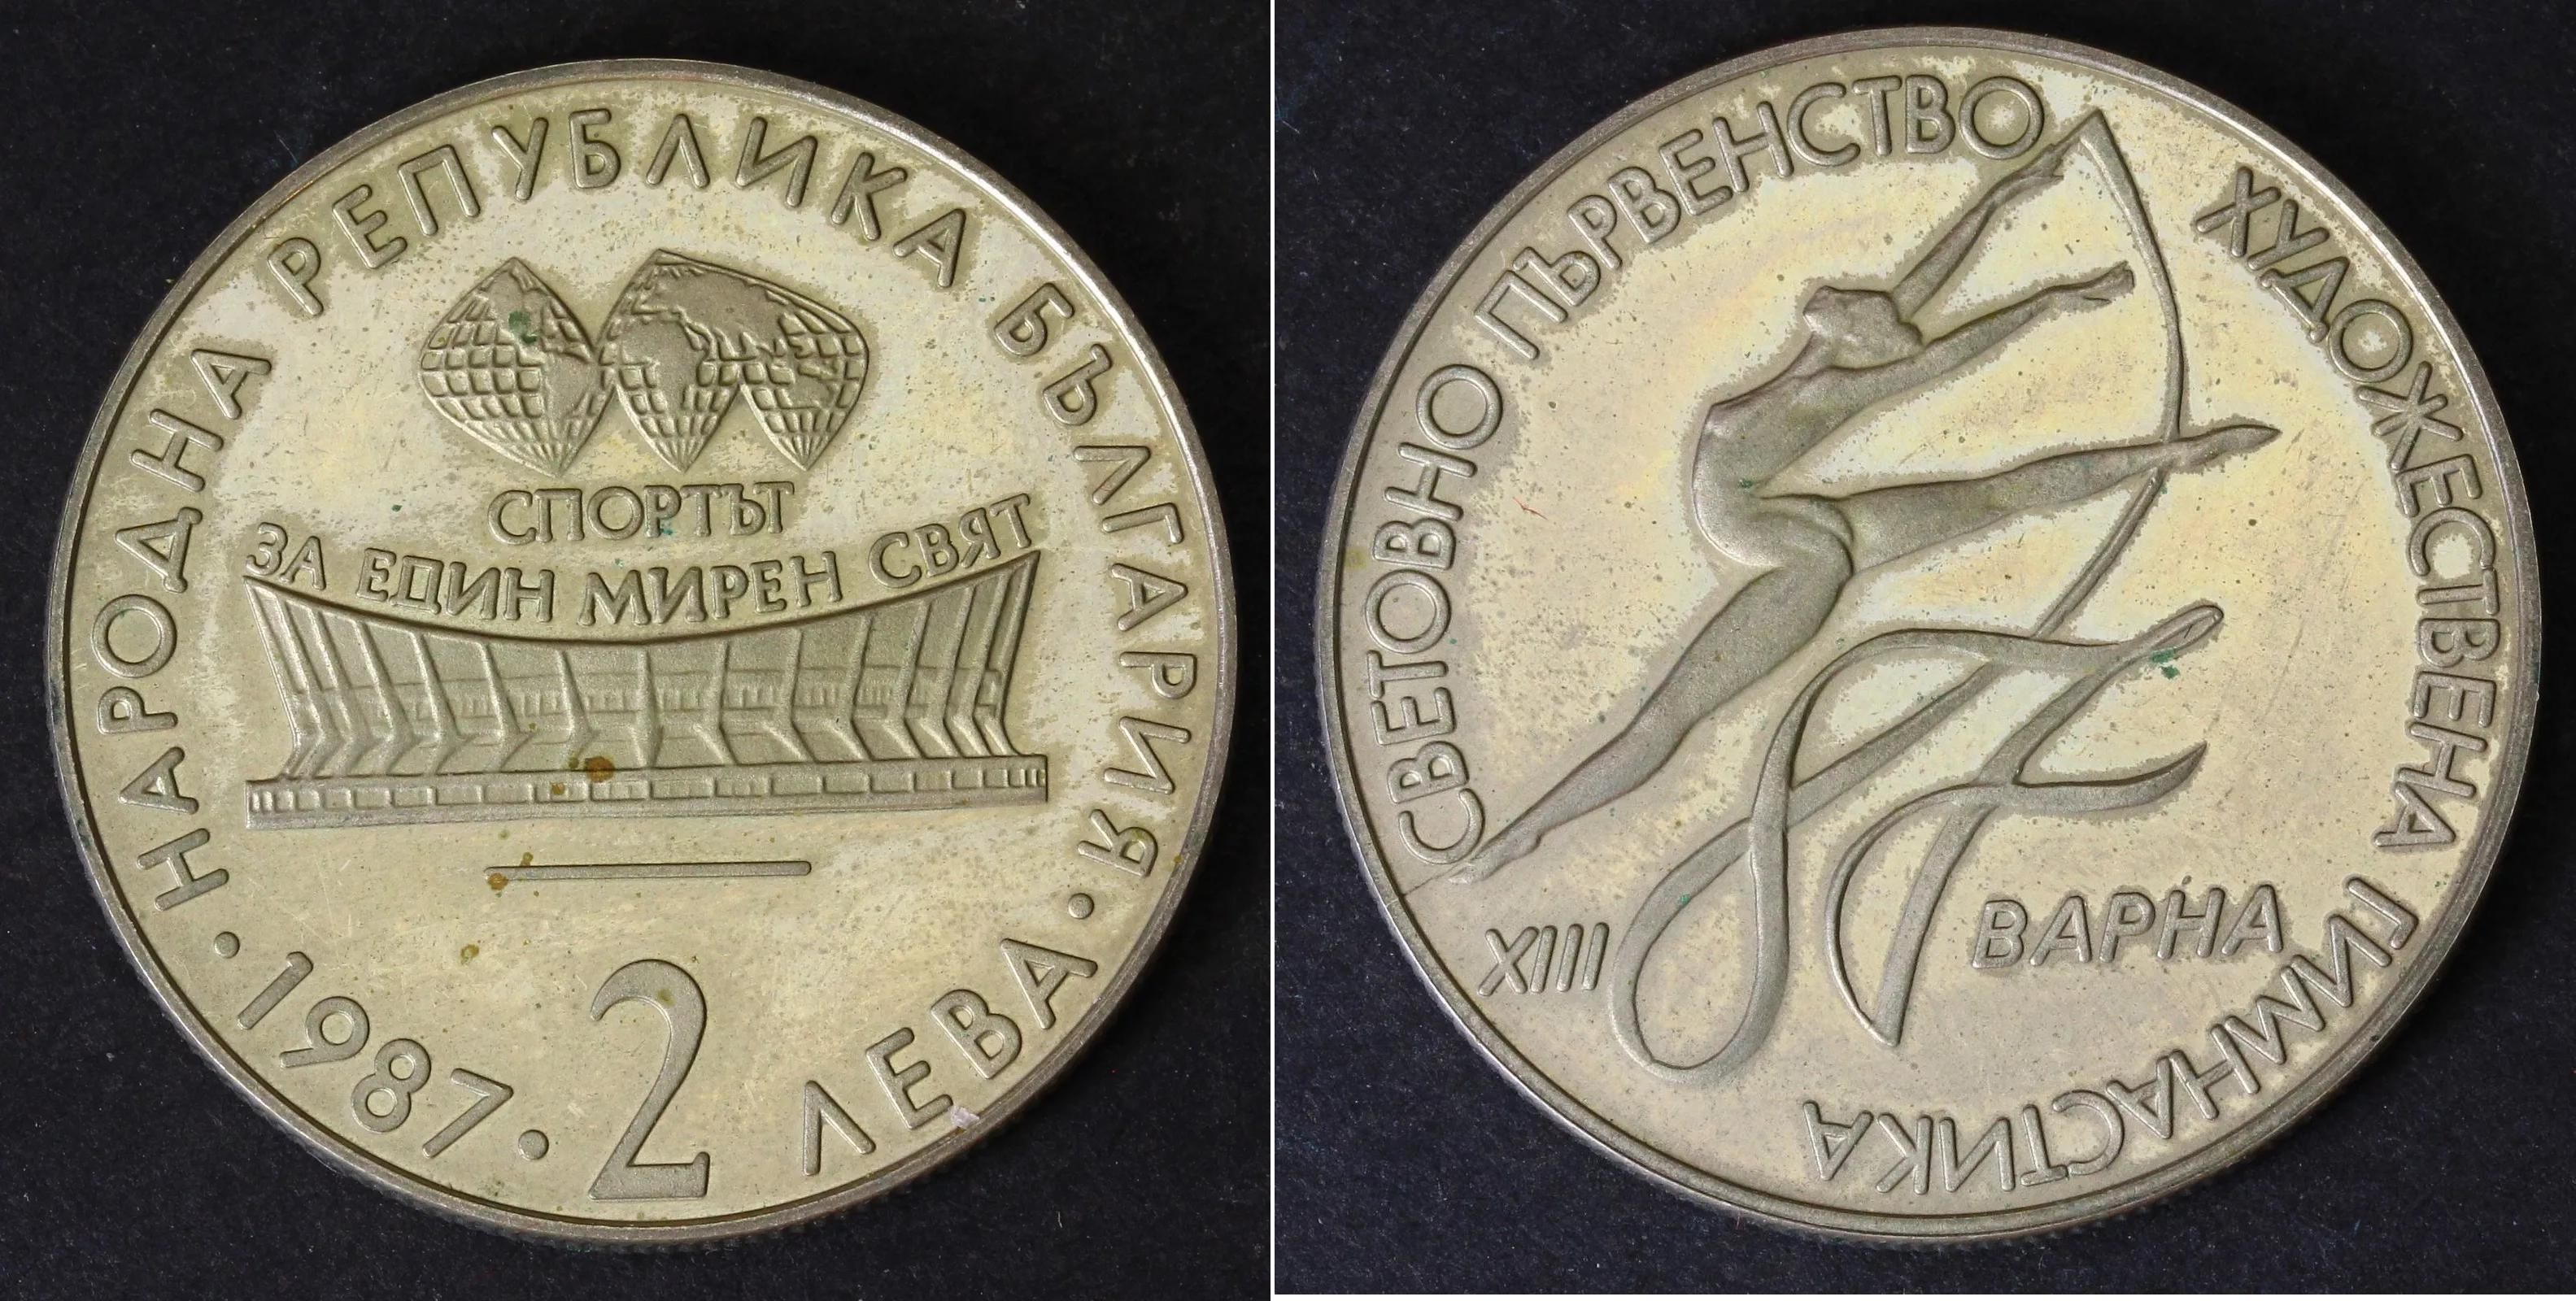 НАРОДНА РЕПУБЛИКА БЪЛГАРИЯ
СПОРТЪТ
ЗА ЕДИН МИРЕН СВЯТ
• 1987 • 2 ЛЕВА •
СВЕТОВНО ПЪРВЕНСТВО ХУДОЖЕСТВЕНА ГИМНАСТИКА
XIII
ВАРНА